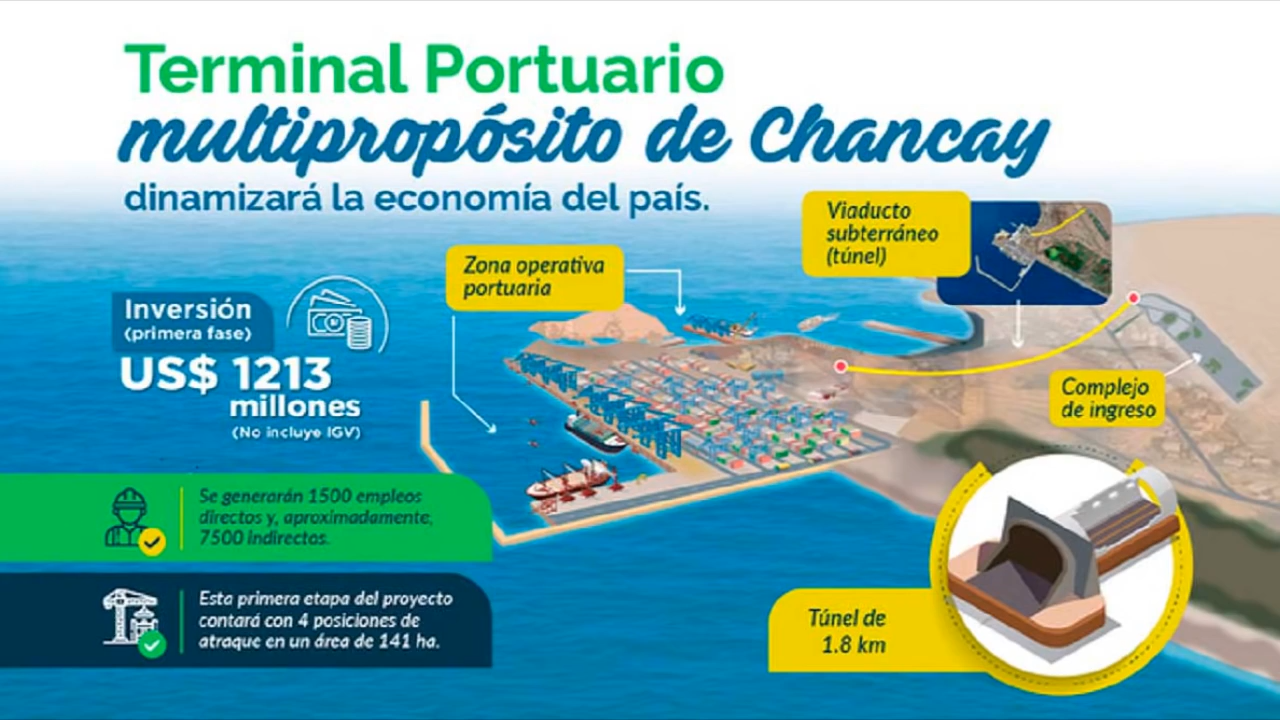 Terminal Portuario
multipropósito de Chancay
dinamizará la economía del país.
Viaducto
subterráneo
(túnel)
Zona operativa
portuaria
Inversión
(primera fase)
US$ 1213
millones
(No incluye IGV)
Complejo
de ingreso
Se generarán 1500 empleos
directos y, aproximadamente,
7500 indirectos.
Esta primera etapa del proyecto
contará con 4 posiciones de
atraque en un área de 141 ha.
Túnel de
1.8 km